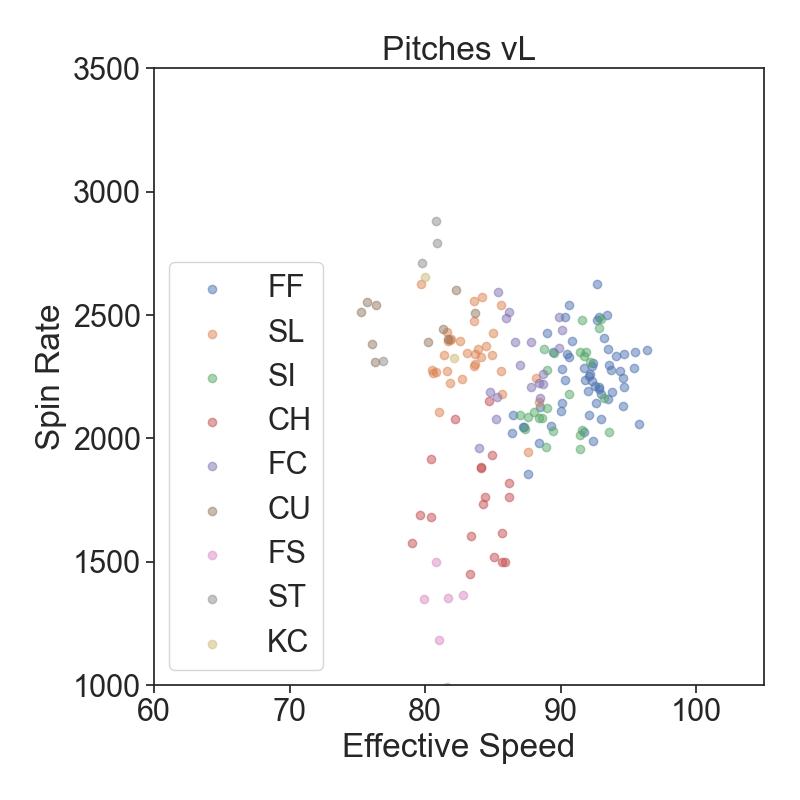 Pitches vL
3500
3000
2500
2000
1500
1000
Spin Rate
FF
SL
SI
CH
FC
CU
FS
ST
KC
60 70 80 90 100
Effective Speed